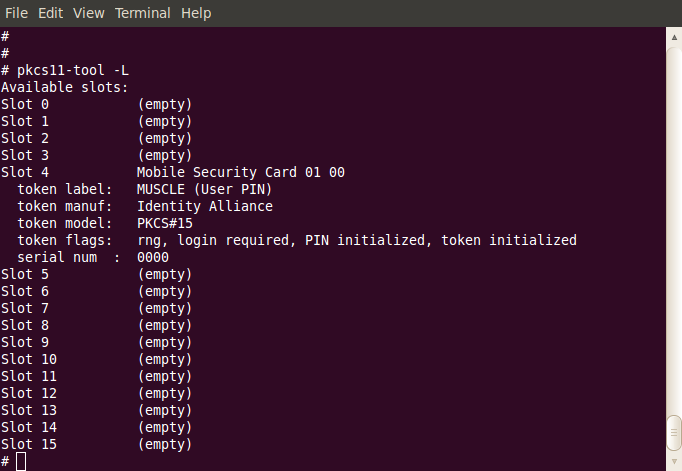 File Edit View Terminal Help
#
#
# pkcs11-tool -L
Available slots:
Slot 0           (empty)
Slot 1           (empty)
Slot 2           (empty)
Slot 3           (empty)
Slot 4           Mobile Security Card 01 00
  token label:   MUSCLE (User PIN)
  token manuf:   Identity Alliance
  token model:   PKCS#15
  token flags:   rng, login required, PIN initialized, token initialized
  serial num  :  0000
Slot 5           (empty)
Slot 6           (empty)
Slot 7           (empty)
Slot 8           (empty)
Slot 9           (empty)
Slot 10          (empty)
Slot 11          (empty)
Slot 12          (empty)
Slot 13          (empty)
Slot 14          (empty)
Slot 15          (empty)
#